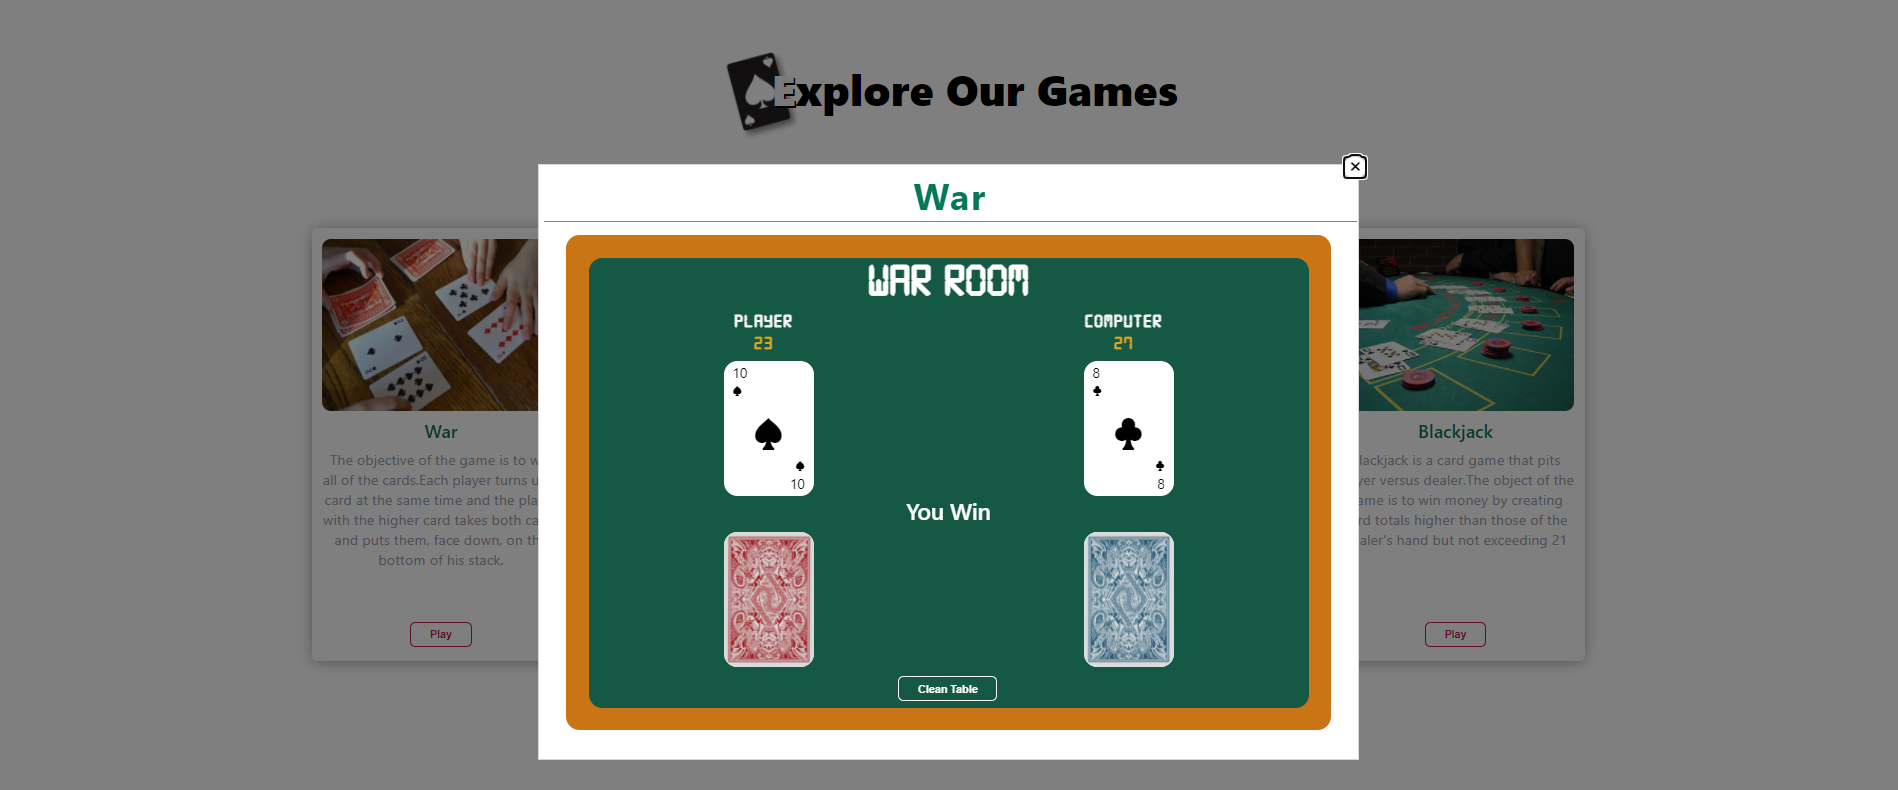 Explore Our Games
×
War
WAR ROOM
PLAYER
23
COMPUTER
27
10
10
8
8
You Win
Clean Table
War
The objective of the game is to w
all of the cards.Each player turns u
card at the same time and the pla
with the higher card takes both ca
and puts them, face down, on th
bottom of his stack.
Play
Blackjack
lackjack is a card game that pits
yer versus dealer.The object of the
ame is to win money by creating
rd totals higher than those of the
aler's hand but not exceeding 21
Play